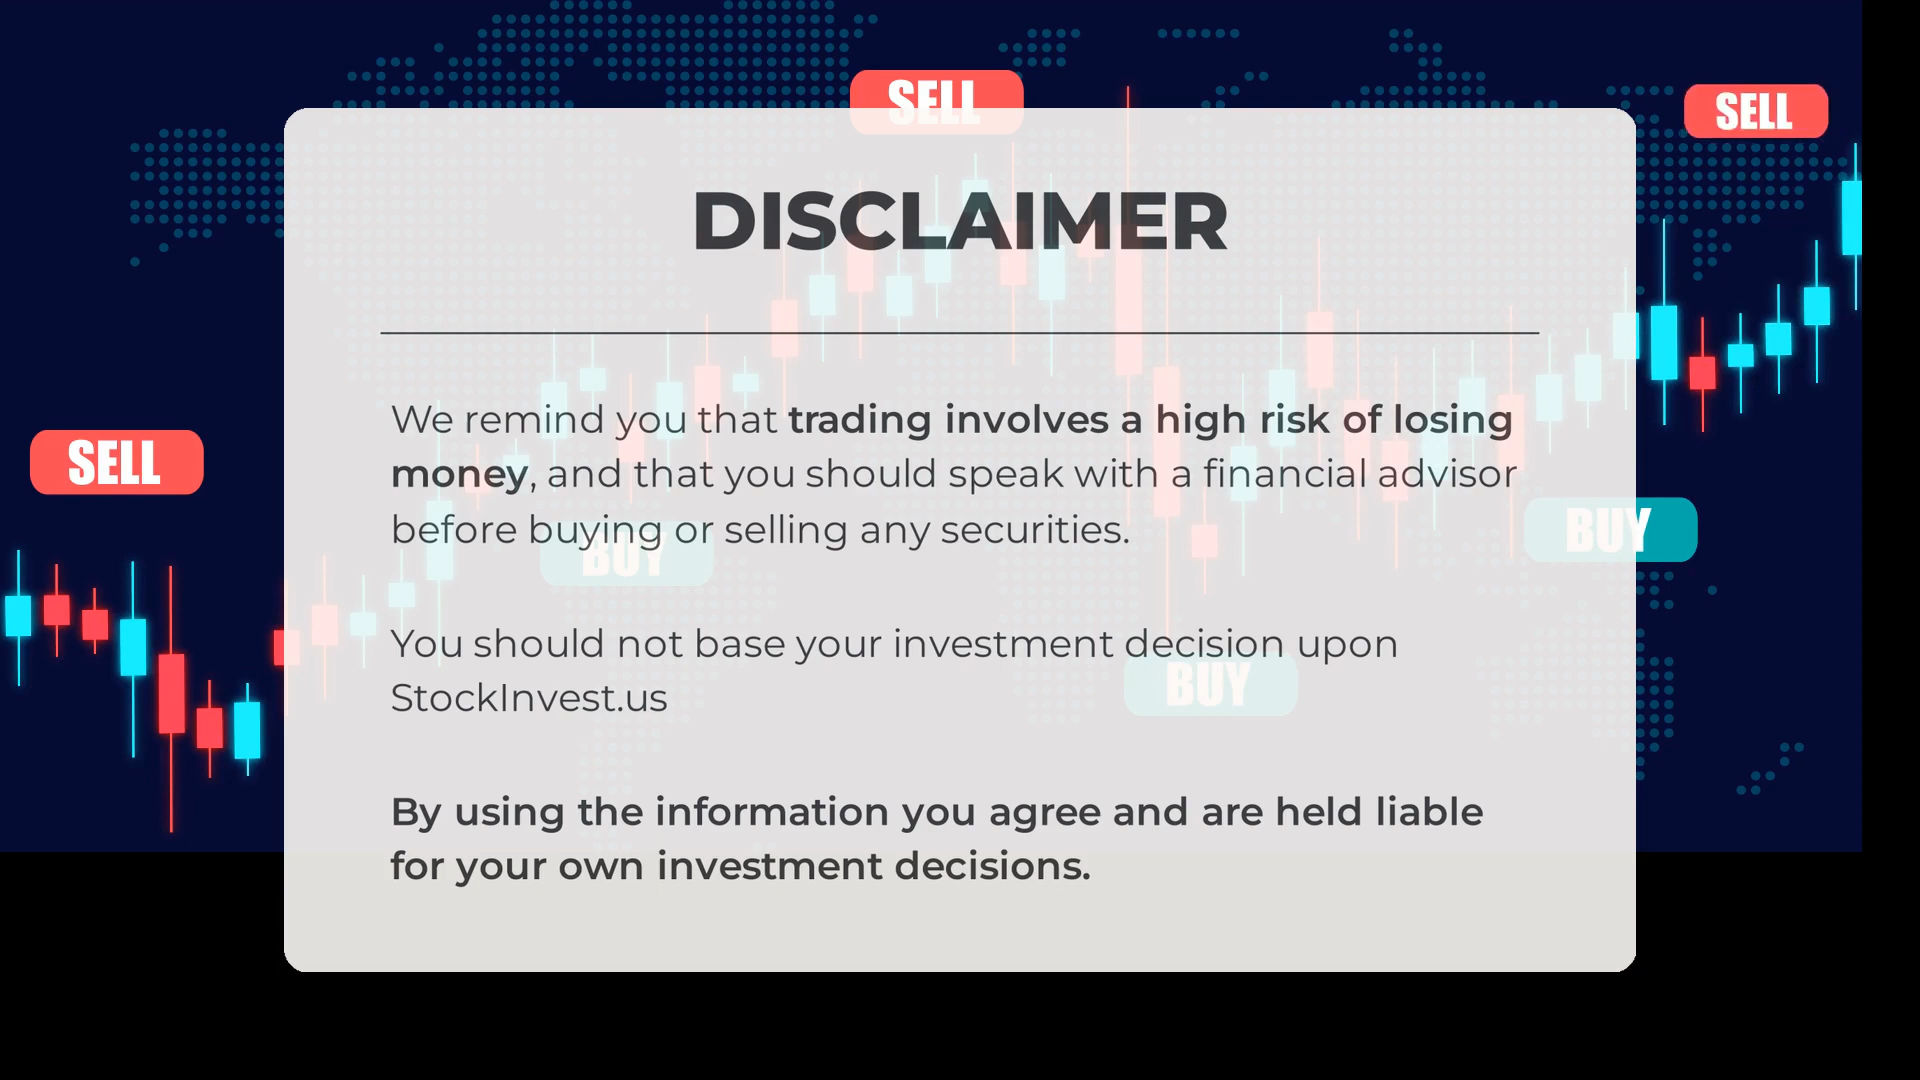 SELL
SELL
DISCLAIMER
We remind you that trading involves a high risk of losing
money, and that you should speak with a financial advisor
before buying or selling any securities.
SELL
BUY
BUY
You should not base your investment decision upon
StockInvest.us
BUY
By using the information you agree and are held liable
for your own investment decisions.